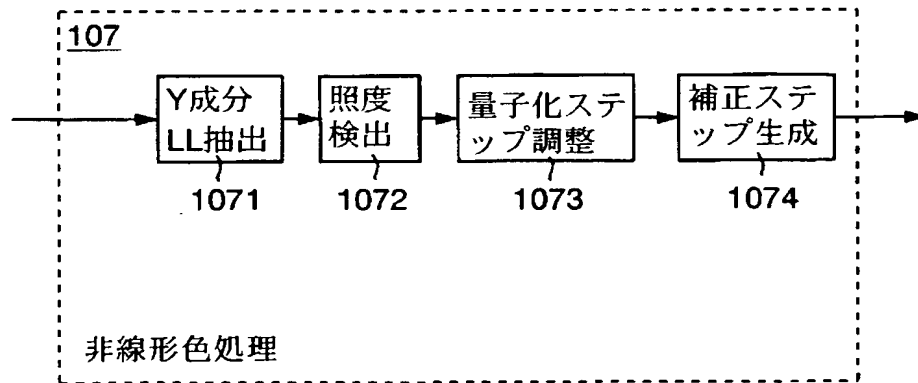 107
Y成分
LL抽出
照度
検出
量子化ステ
ップ調整
補正ステ
ップ生成
1071
1072
1073
1074
非線形色処理